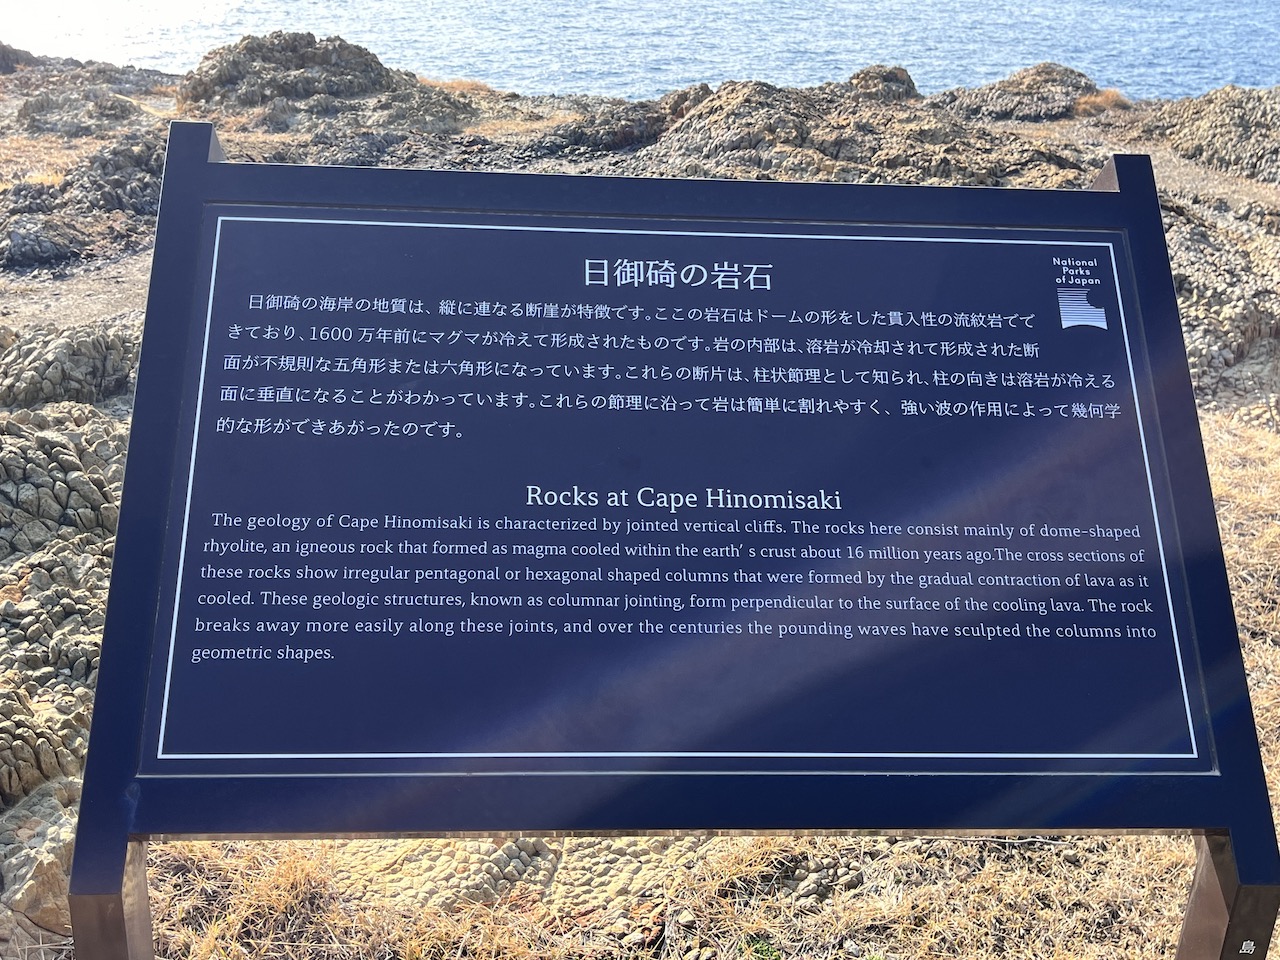 日御碕の岩石
National
Parks
of Japan
日御碕の海岸の地質は、縦に連なる断崖が特徴です。ここの岩石はドームの形をした貫入性の流紋岩でで
きており、1600 万年前にマグマが冷えて形成されたものです。岩の内部は、溶岩が冷却されて形成された断
面が不規則な五角形または六角形になっています。これらの断片は、柱状節理として知られ、柱の向きは溶岩が冷える
面に垂直になることがわかっています。これらの節理に沿って岩は簡単に割れやすく、強い波の作用によって幾何学
的な形ができあがったのです。
Rocks at Cape Hinomisaki
The geology of Cape Hinomisaki is characterized by jointed vertical cliffs. The rocks here consist mainly of dome-shaped
rhyolite, an igneous rock that formed as magma cooled within the earth’ s crust about 16 million years ago.The cross sections of
these rocks show irregular pentagonal or hexagonal shaped columns that were formed by the gradual contraction of lava as it
cooled. These geologic structures, known as columnar jointing, form perpendicular to the surface of the cooling lava. The rock
breaks away more easily along these joints, and over the centuries the pounding waves have sculpted the columns into
geometric shapes.
島